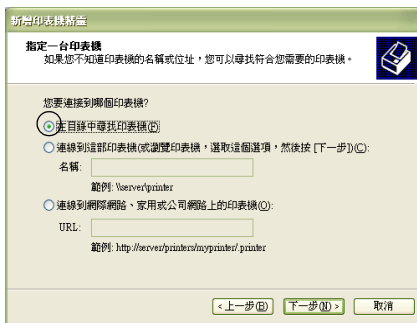 新增印表機精靈
指定一台印表機
如果您不知道印表機的名稱或位址，您可以尋找符合您需要的印表機。
您要連接到哪個印表機?
在目錄中尋找印表機(D)
連線到這部印表機(或瀏覽印表機，選取這個選項，然後按 [下一步])(C):
名稱:
範例: \\server\printer
連線到網際網路、家用或公司網路上的印表機(O):
URL:
範例: http://server/printers/myprinter/.printer
< 上一步(B) 下一步(N) > 取消